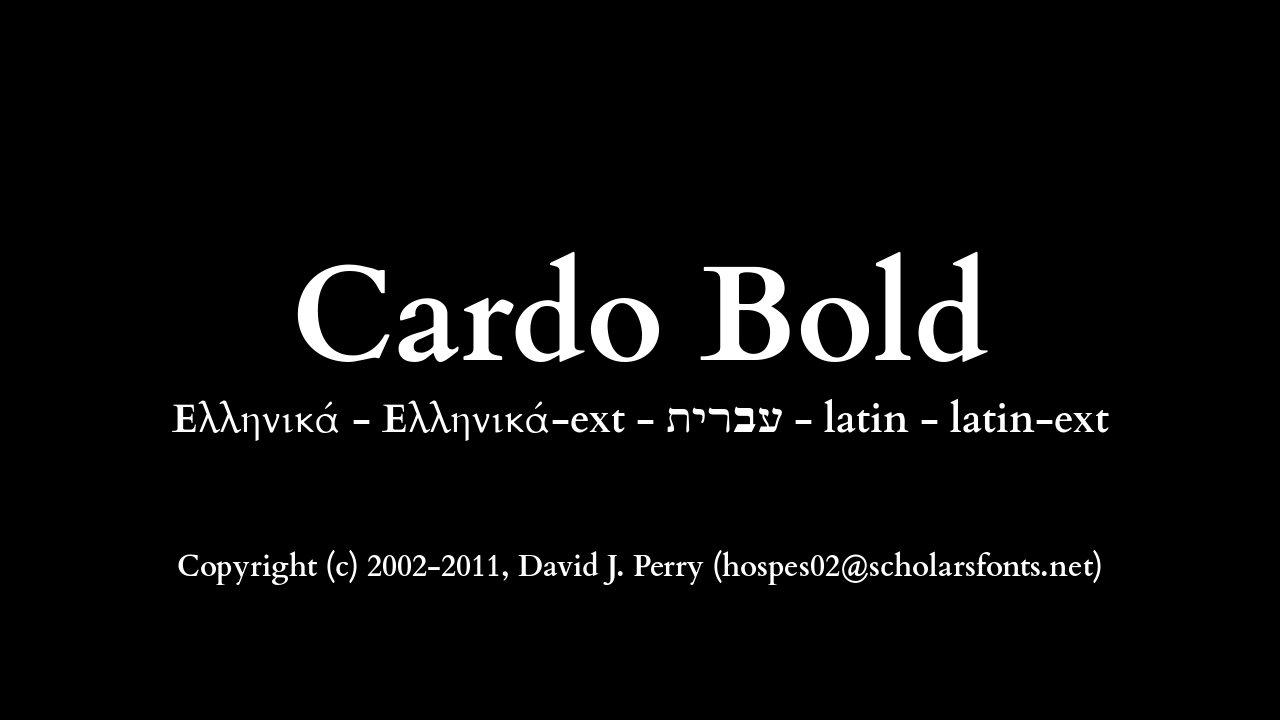 Cardo Bold
Ελληνικά - Ελληνικά-ext - עברית - latin - latin-ext
Copyright (c) 2002-2011, David J. Perry (hospes02@scholarsfonts.net)